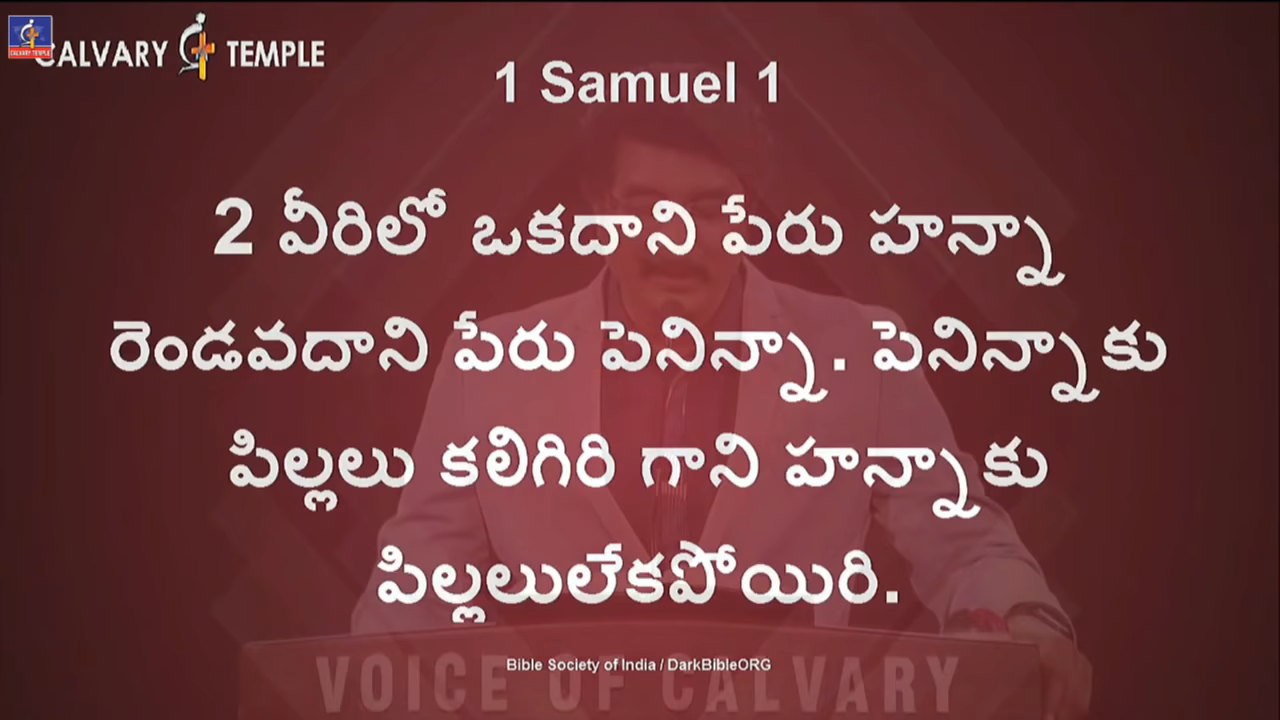 CALVARY TEMPLE
CALVARY TEMPLE
1 Samuel 1
2 వీరిలో ఒకదాని పేరు హన్నా
రెండవదాని పేరు పెనిన్నా. పెనిన్నాకు
పిల్లలు కలిగిరి గాని హన్నాకు
పిల్లలులేకపోయిరి.
Bible Society of India / DarkBibleORG
VOICE OF CALVARY